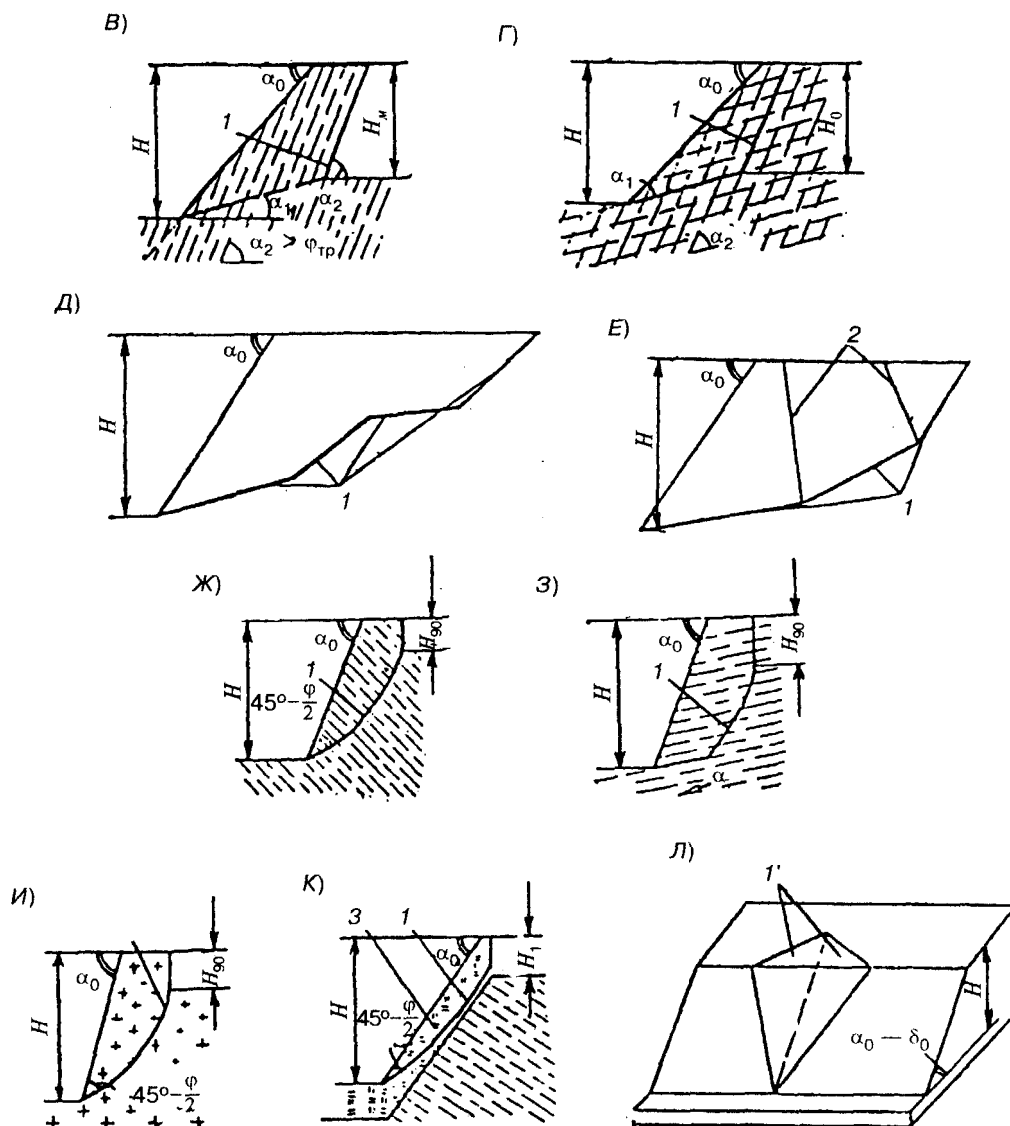 В)
α₀
1
H
Hм
α₁
α₂
α₂ > φтр
Г)
α₀
1
H
H₀
α₁
α₂
Д)
α₀
H
1
Е)
2
α₀
H
1
Ж)
α₀
H₉₀
1
H
45° – φ/2
З)
α₀
H₉₀
1
H
α
И)
α₀
H₉₀
H
45° – φ/2
К)
3 1
α₀
H₁
H
45° – φ/2
Л)
1'
H
α₀ — δ₀